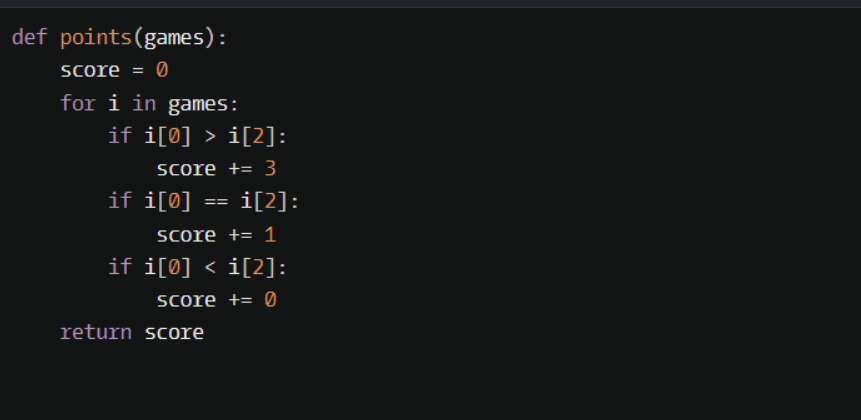 def points(games):
    score = 0
    for i in games:
        if i[0] > i[2]:
            score += 3
        if i[0] == i[2]:
            score += 1
        if i[0] < i[2]:
            score += 0
    return score